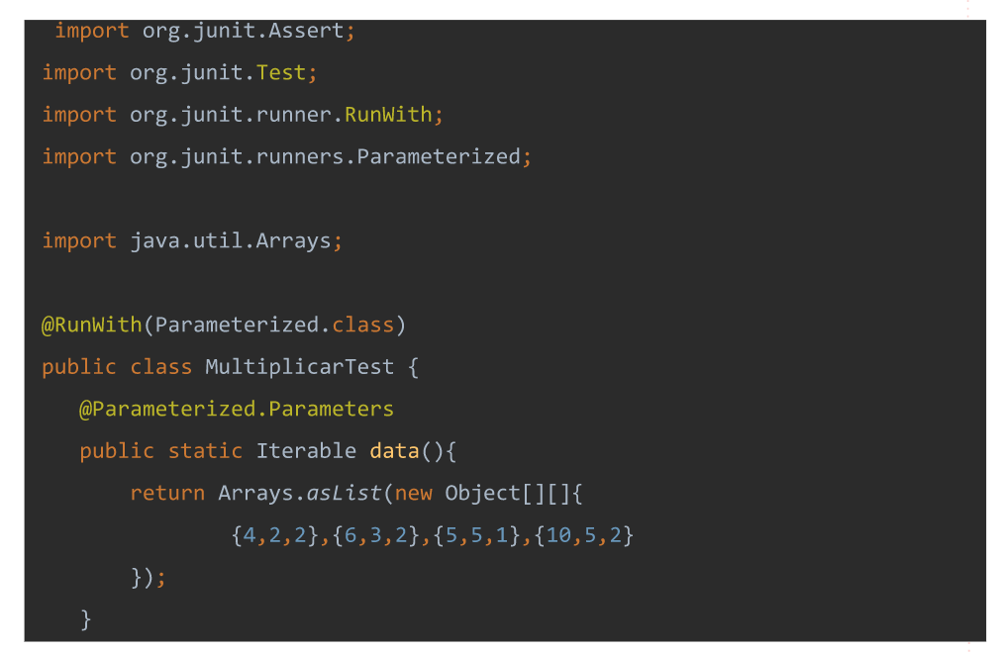 import org.junit.Assert;
import org.junit.Test;
import org.junit.runner.RunWith;
import org.junit.runners.Parameterized;
import java.util.Arrays;
@RunWith(Parameterized.class)
public class MultiplicarTest {
@Parameterized.Parameters
public static Iterable data(){
return Arrays.asList(new Object[][]{
{4,2,2},{6,3,2},{5,5,1},{10,5,2}
});
}